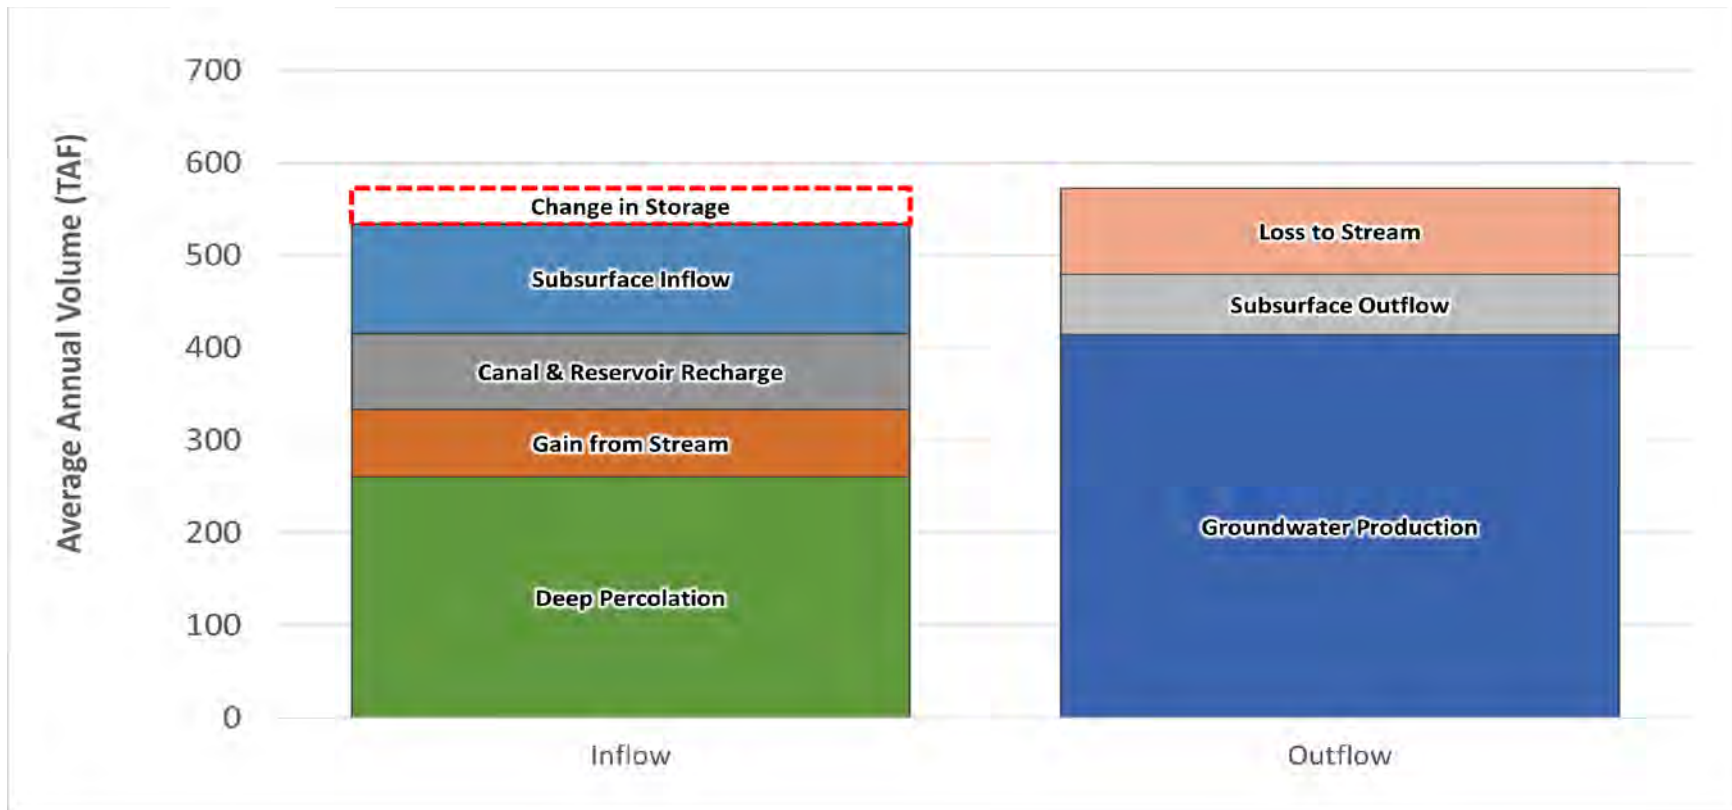 Average Annual Volume (TAF)
700
600
500
400
300
200
100
0
Change in Storage
Subsurface Inflow
Canal & Reservoir Recharge
Gain from Stream
Deep Percolation
Loss to Stream
Subsurface Outflow
Groundwater Production
Inflow
Outflow